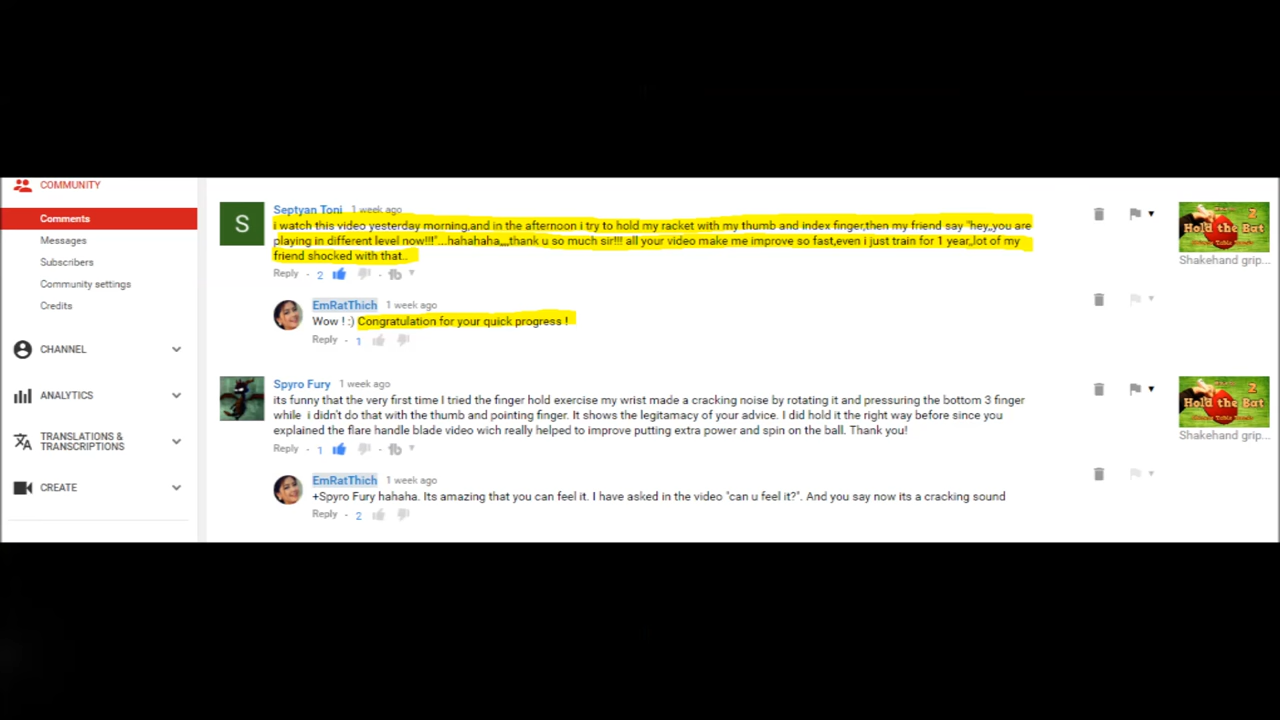 COMMUNITY
Comments
Messages
Subscribers
Community settings
Credits
CHANNEL
ANALYTICS
TRANSLATIONS &
TRANSCRIPTIONS
CREATE
S
Septyan Toni 1 week ago
i watch this video yesterday morning,and in the afternoon i try to hold my racket with my thumb and index finger,then my friend say "hey,,you are
playing in different level now!!!"...hahahaha,,,,thank u so much sir!!! all your video make me improve so fast,even i just train for 1 year,,lot of my
friend shocked with that..
Reply · 2
EmRatThich 1 week ago
Wow ! :) Congratulation for your quick progress !
Reply · 1
Spyro Fury 1 week ago
its funny that the very first time I tried the finger hold exercise my wrist made a cracking noise by rotating it and pressuring the bottom 3 finger
while i didn't do that with the thumb and pointing finger. It shows the legitamacy of your advice. I did hold it the right way before since you
explained the flare handle blade video wich really helped to improve putting extra power and spin on the ball. Thank you!
Reply · 1
EmRatThich 1 week ago
+Spyro Fury hahaha. Its amazing that you can feel it. I have asked in the video "can u feel it?". And you say now its a cracking sound
Reply · 2
2
Hold the Bat
Shakehand grip...
2
Hold the Bat
Shakehand grip...